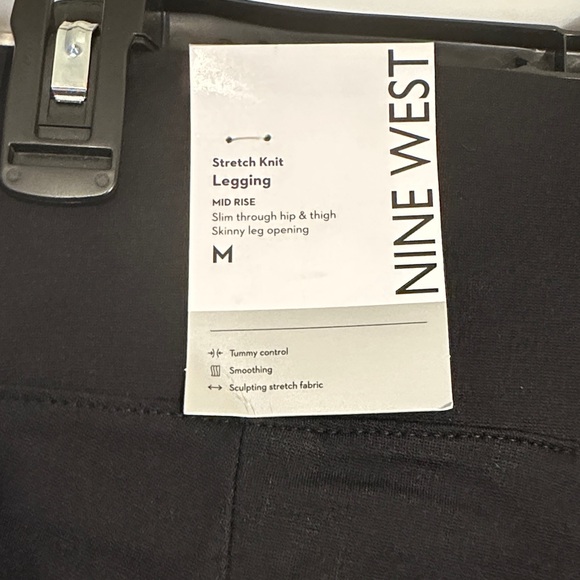 NINE WEST
Stretch Knit
Legging
MID RISE
Slim through hip & thigh
Skinny leg opening
M
Tummy control
Smoothing
Sculpting stretch fabric